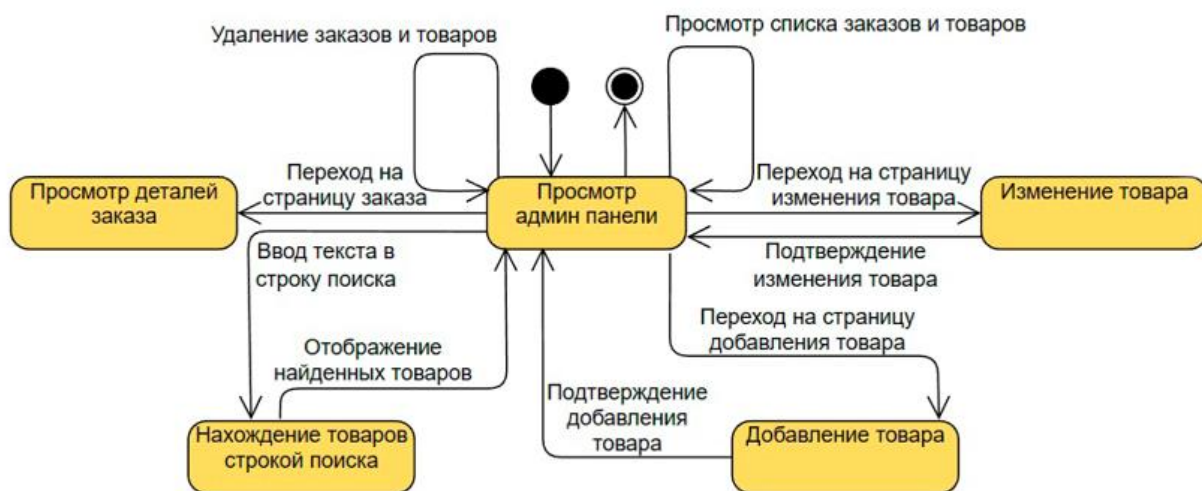 Удаление заказов и товаров
Просмотр списка заказов и товаров
Просмотр деталей
заказа
Переход на
страницу заказа
Просмотр
админ панели
Переход на страницу
изменения товара
Изменение товара
Ввод текста в
строку поиска
Подтверждение
изменения товара
Переход на страницу
добавления товара
Отображение
найденных товаров
Подтверждение
добавления
товара
Нахождение товаров
строкой поиска
Добавление товара